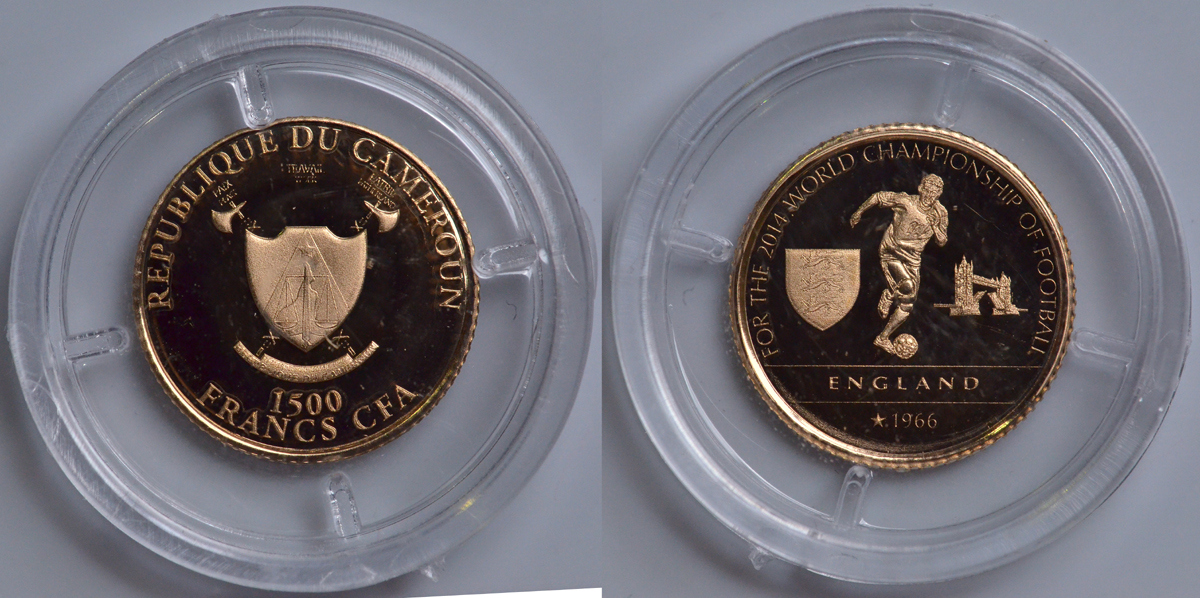 REPUBLIQUE DU CAMEROUN
PAIX
TRAVAIL
PATRIE
1500
FRANCS CFA
FOR THE 2014 WORLD CHAMPIONSHIP OF FOOTBALL
ENGLAND
★ 1966